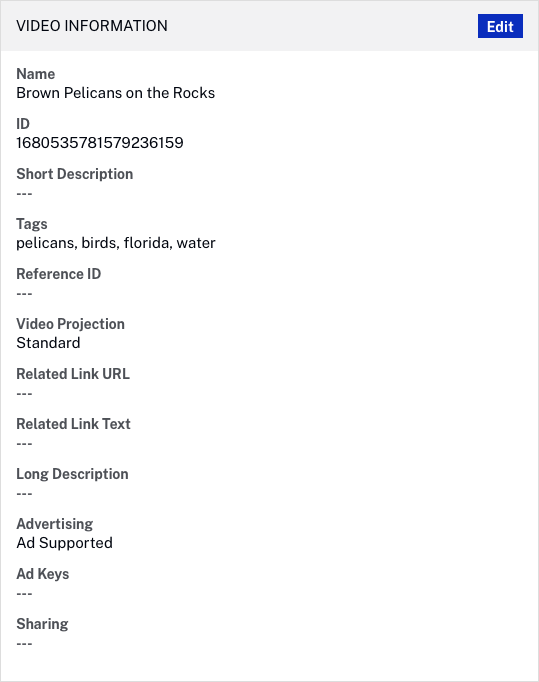 VIDEO INFORMATION
Edit
Name
Brown Pelicans on the Rocks
ID
1680535781579236159
Short Description
---
Tags
pelicans, birds, florida, water
Reference ID
---
Video Projection
Standard
Related Link URL
---
Related Link Text
---
Long Description
---
Advertising
Ad Supported
Ad Keys
---
Sharing
---